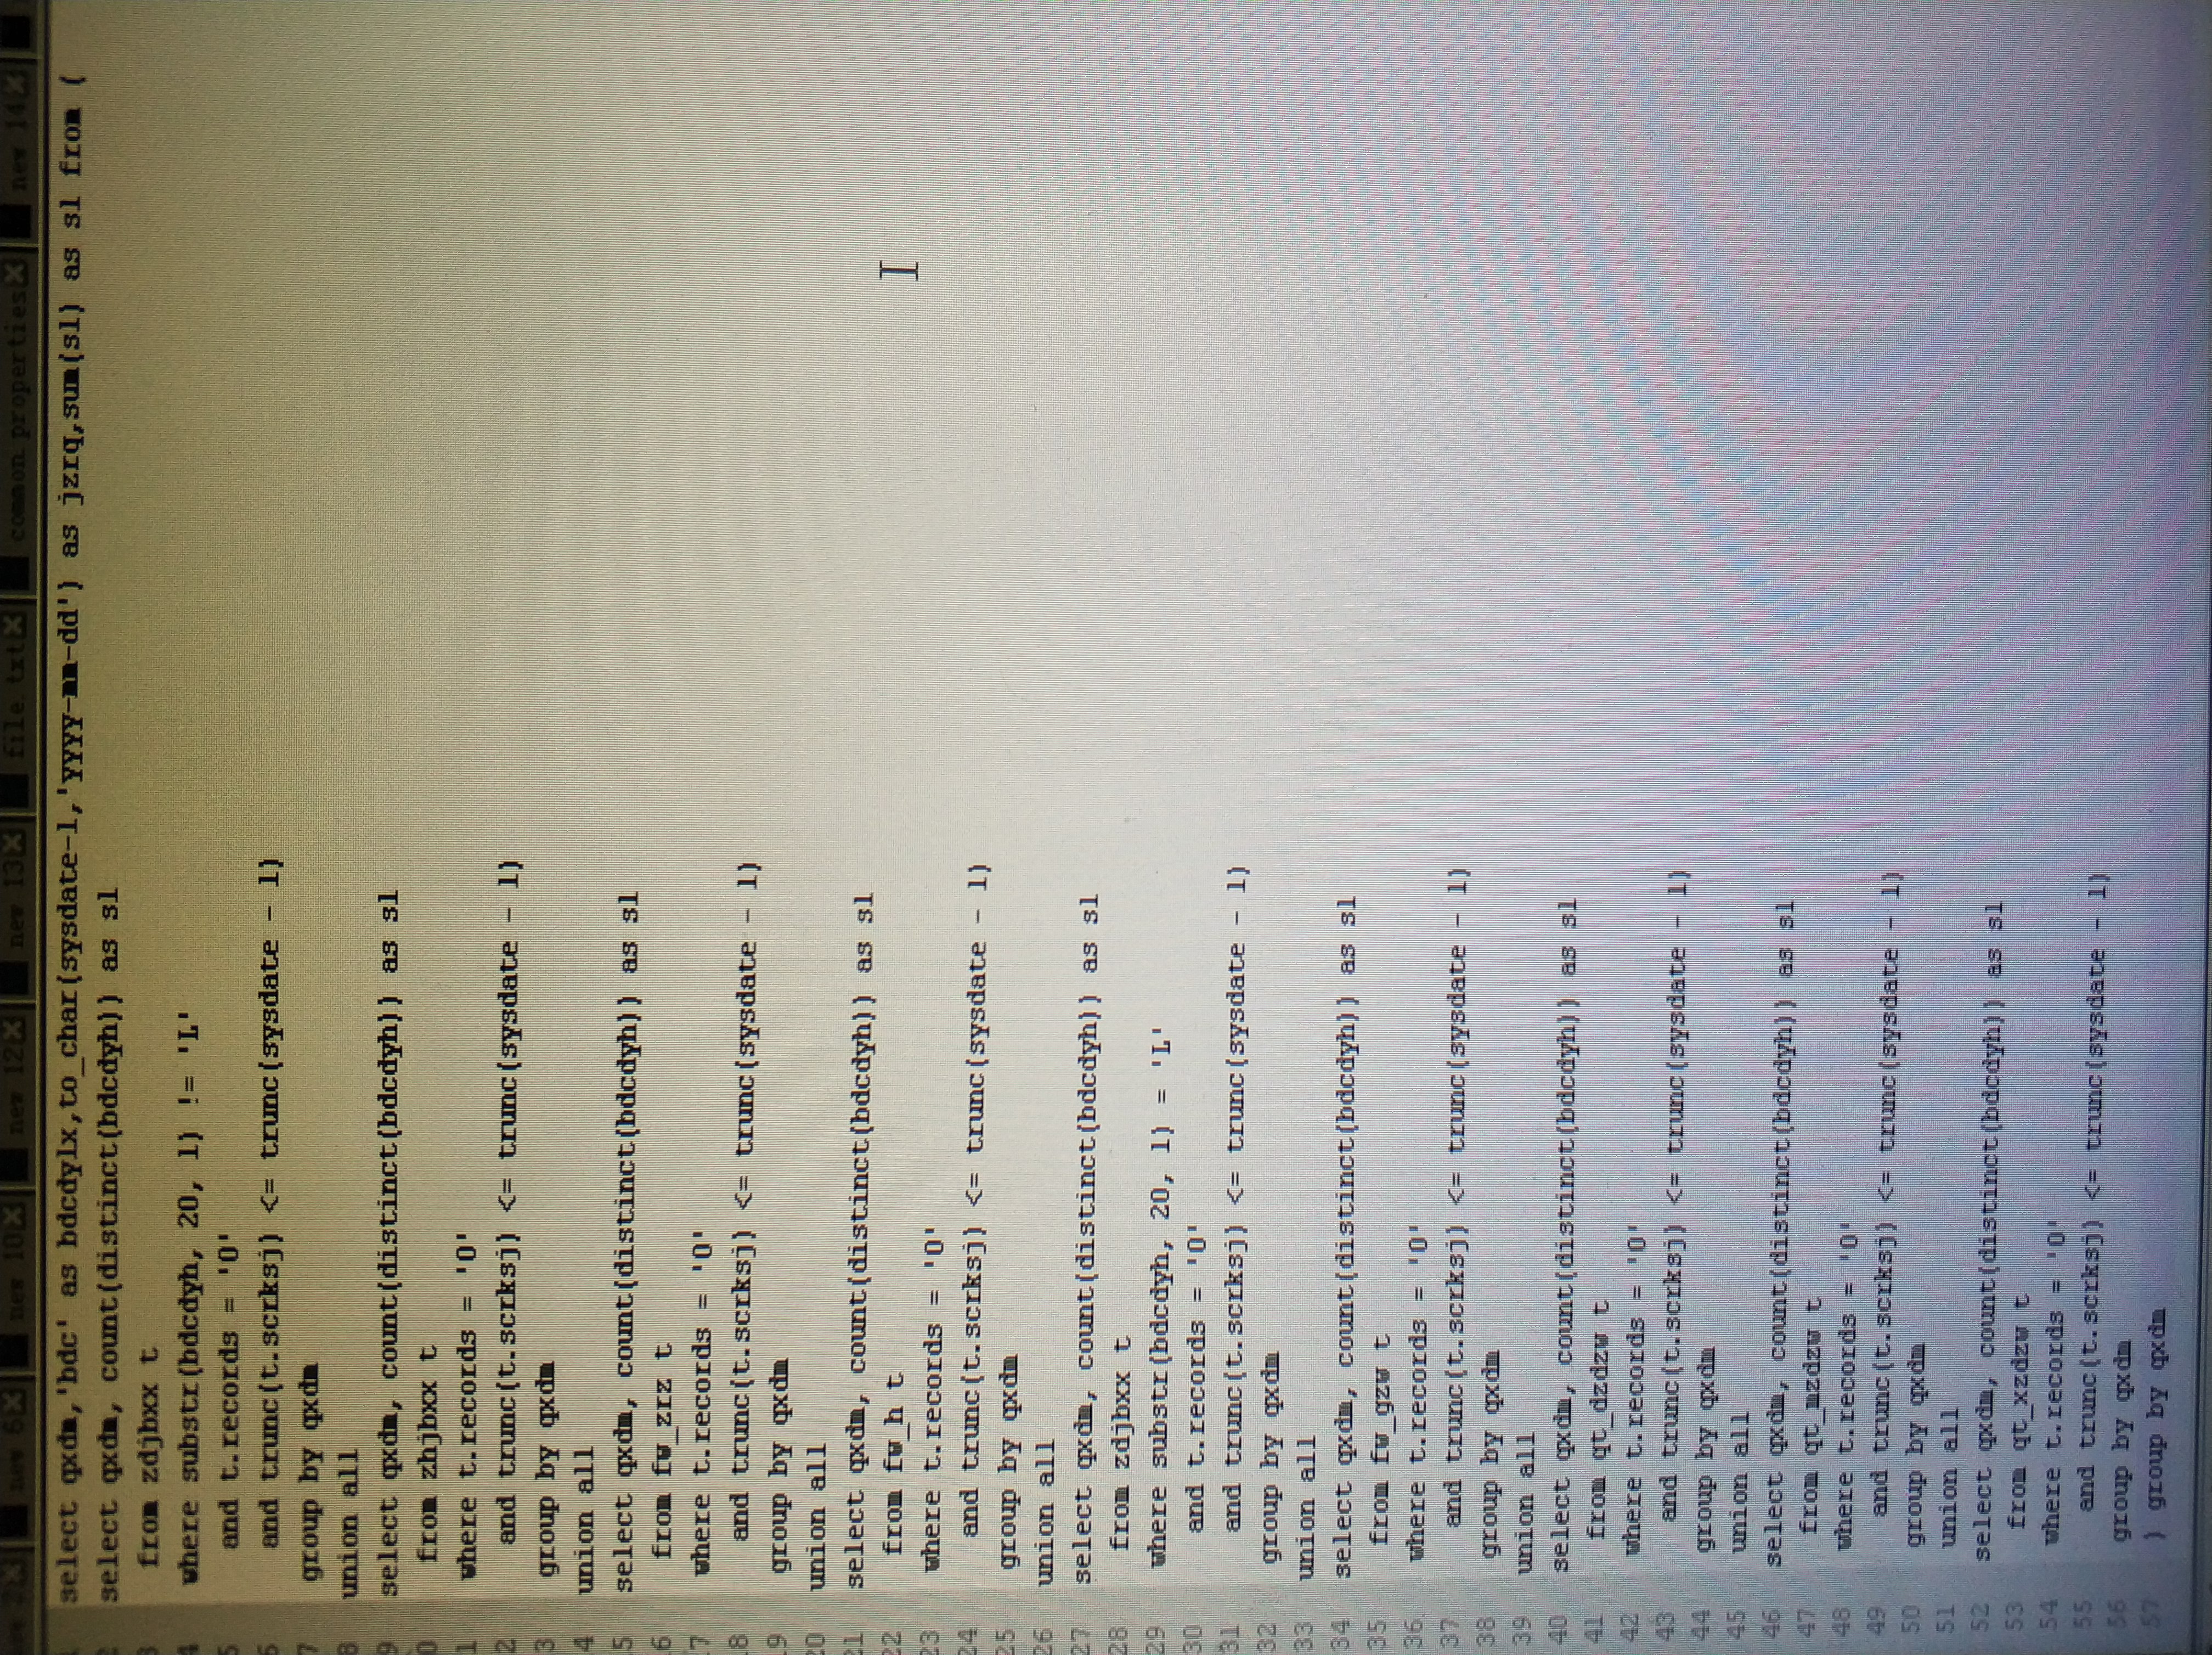 new 6 new 10 new 12 new 13 file.txt common.properties new 14
1 select qxdm,'bdc' as bdcdylx,to_char(sysdate-1,'yyyy-mm-dd') as jzrq,sum(sl) as sl from (
2 select qxdm, count(distinct(bdcdyh)) as sl
3 from zdjbxx t
4 where substr(bdcdyh, 20, 1) != 'L'
5 and t.records = '0'
6 and trunc(t.scrksj) <= trunc(sysdate - 1)
7 group by qxdm
8 union all
9 select qxdm, count(distinct(bdcdyh)) as sl
0 from zhjbxx t
1 where t.records = '0'
2 and trunc(t.scrksj) <= trunc(sysdate - 1)
3 group by qxdm
4 union all
5 select qxdm, count(distinct(bdcdyh)) as sl
6 from fw_zrz t
7 where t.records = '0'
8 and trunc(t.scrksj) <= trunc(sysdate - 1)
9 group by qxdm
20 union all
21 select qxdm, count(distinct(bdcdyh)) as sl
22 from fw_h t
23 where t.records = '0'
24 and trunc(t.scrksj) <= trunc(sysdate - 1)
25 group by qxdm
26 union all
27 select qxdm, count(distinct(bdcdyh)) as sl
28 from zdjbxx t
29 where substr(bdcdyh, 20, 1) = 'L'
30 and t.records = '0'
31 and trunc(t.scrksj) <= trunc(sysdate - 1)
32 group by qxdm
33 union all
34 select qxdm, count(distinct(bdcdyh)) as sl
35 from fw_gzw t
36 where t.records = '0'
37 and trunc(t.scrksj) <= trunc(sysdate - 1)
38 group by qxdm
39 union all
40 select qxdm, count(distinct(bdcdyh)) as sl
41 from qt_dzdzw t
42 where t.records = '0'
43 and trunc(t.scrksj) <= trunc(sysdate - 1)
44 group by qxdm
45 union all
46 select qxdm, count(distinct(bdcdyh)) as sl
47 from qt_mzdzw t
48 where t.records = '0'
49 and trunc(t.scrksj) <= trunc(sysdate - 1)
50 group by qxdm
51 union all
52 select qxdm, count(distinct(bdcdyh)) as sl
53 from qt_xzdzw t
54 where t.records = '0'
55 and trunc(t.scrksj) <= trunc(sysdate - 1)
56 group by qxdm
57 ) group by qxdm